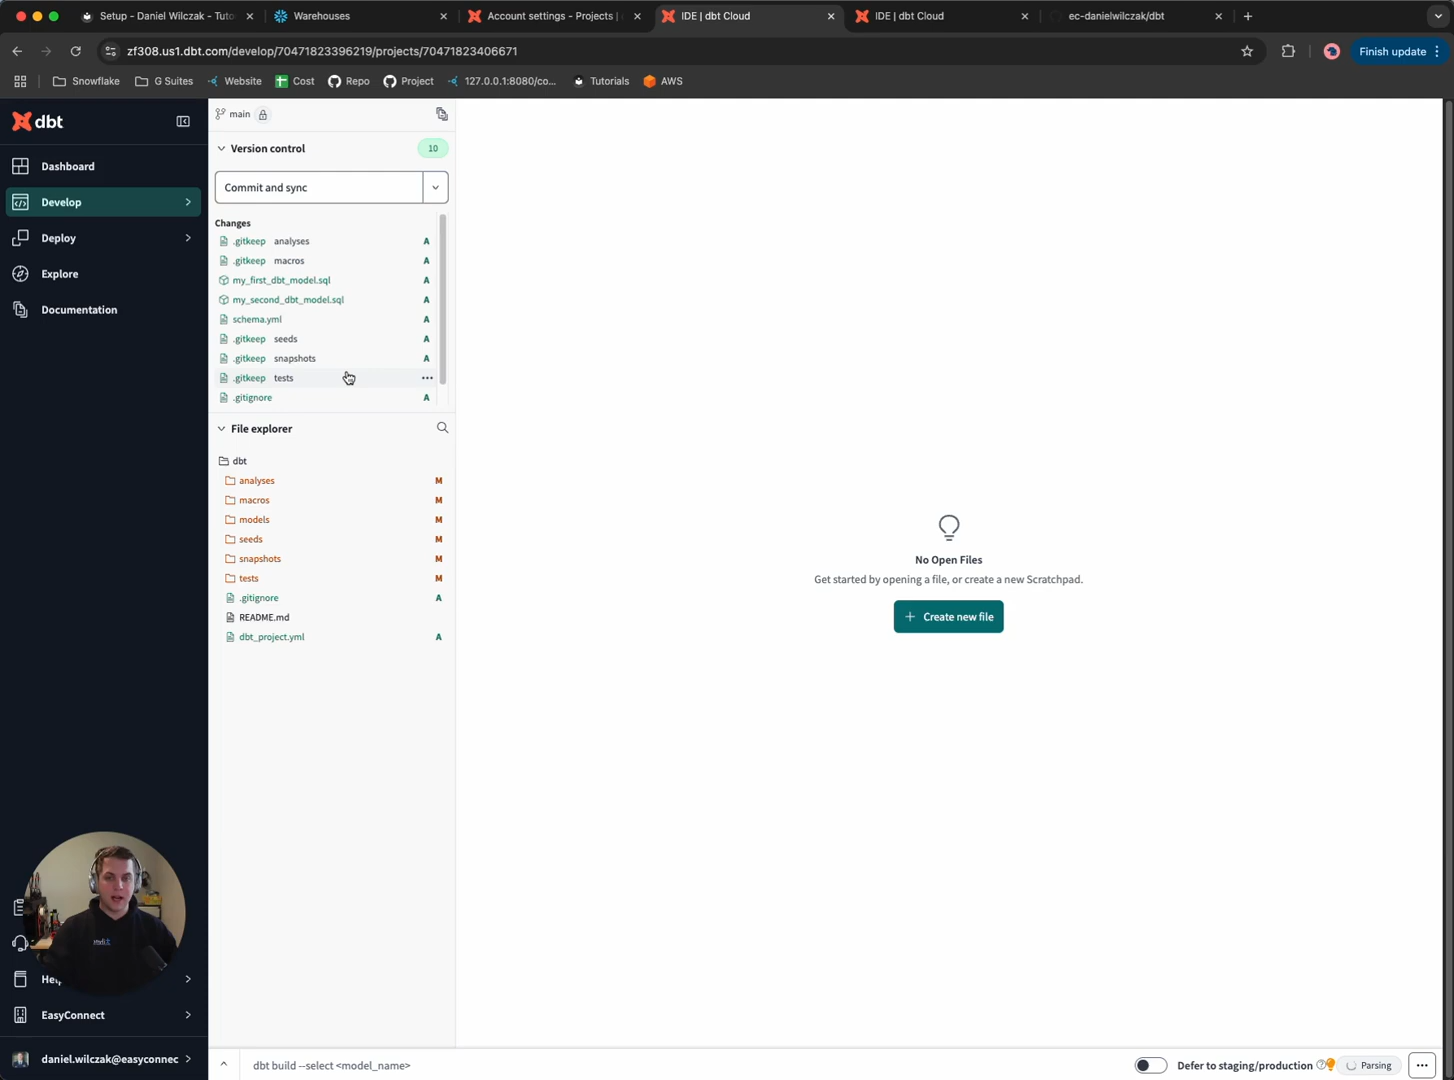 Setup - Daniel Wilczak - Tuto
Warehouses
Account settings - Projects |
IDE | dbt Cloud
IDE | dbt Cloud
ec-danielwilczak/dbt
zf308.us1.dbt.com/develop/70471823396219/projects/70471823406671
Finish update
Snowflake
G Suites
Website
Cost
Repo
Project
127.0.0.1:8080/co...
Tutorials
AWS
dbt
Dashboard
Develop
Deploy
Explore
Documentation
Hel
EasyConnect
daniel.wilczak@easyconnec
main
Version control
10
Commit and sync
Changes
.gitkeep analyses A
.gitkeep macros A
my_first_dbt_model.sql A
my_second_dbt_model.sql A
schema.yml A
.gitkeep seeds A
.gitkeep snapshots A
.gitkeep tests ...
.gitignore A
File explorer
dbt
analyses M
macros M
models M
seeds M
snapshots M
tests M
.gitignore A
README.md
dbt_project.yml A
No Open Files
Get started by opening a file, or create a new Scratchpad.
+ Create new file
dbt build --select <model_name>
Defer to staging/production
Parsing
...